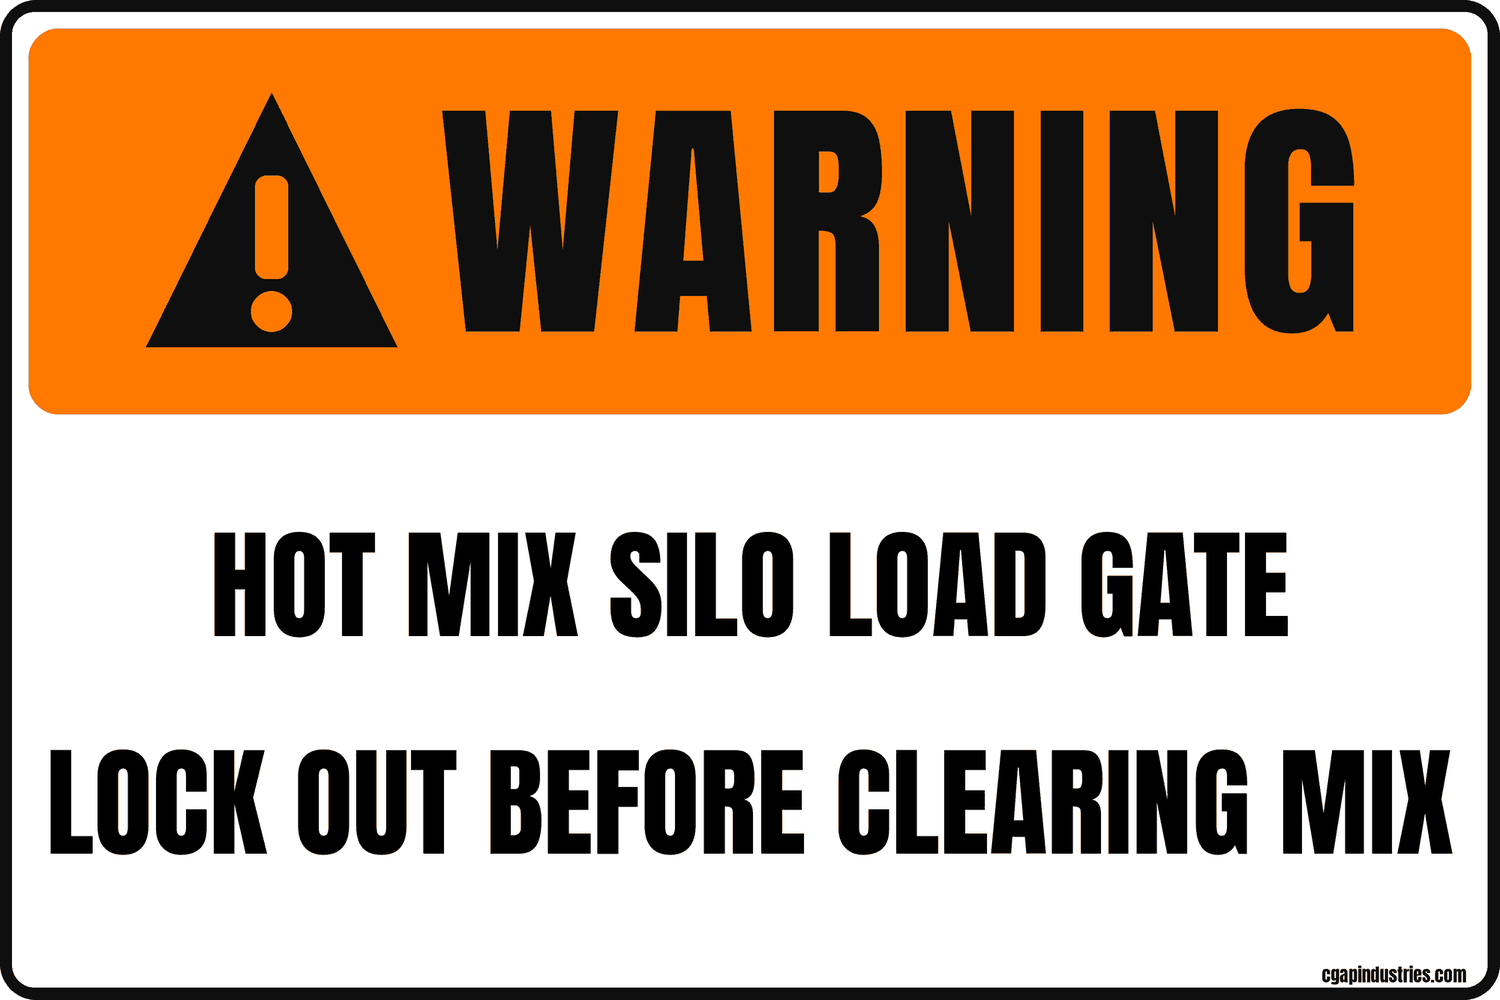 WARNING
HOT MIX SILO LOAD GATE
LOCK OUT BEFORE CLEARING MIX
cgapindustries.com